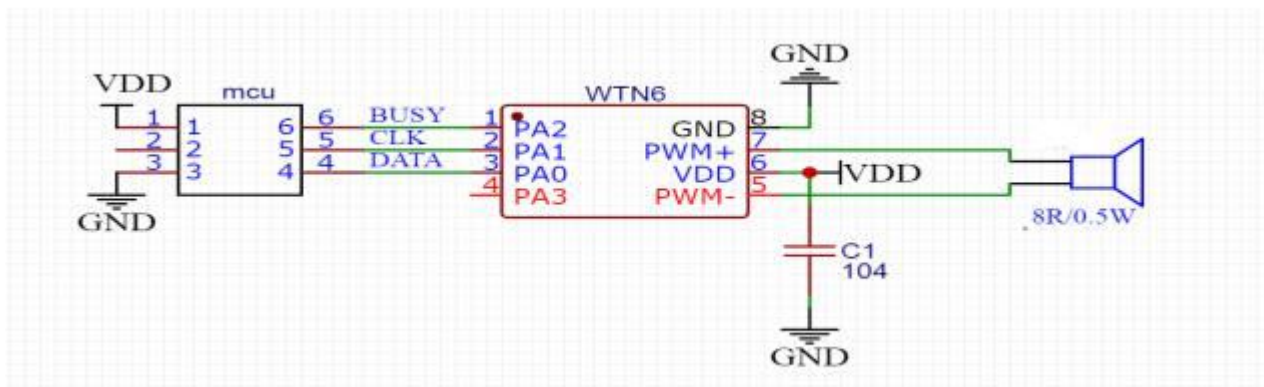 GND
VDD
mcu
WTN6
1 1 6 6 BUSY 1 PA2 GND 8
2 2 5 5 CLK 2 PA1 PWM+ 7
3 3 4 4 DATA 3 PA0 VDD 6 VDD
4 PA3 PWM- 5
GND
8R/0.5W
C1
104
GND